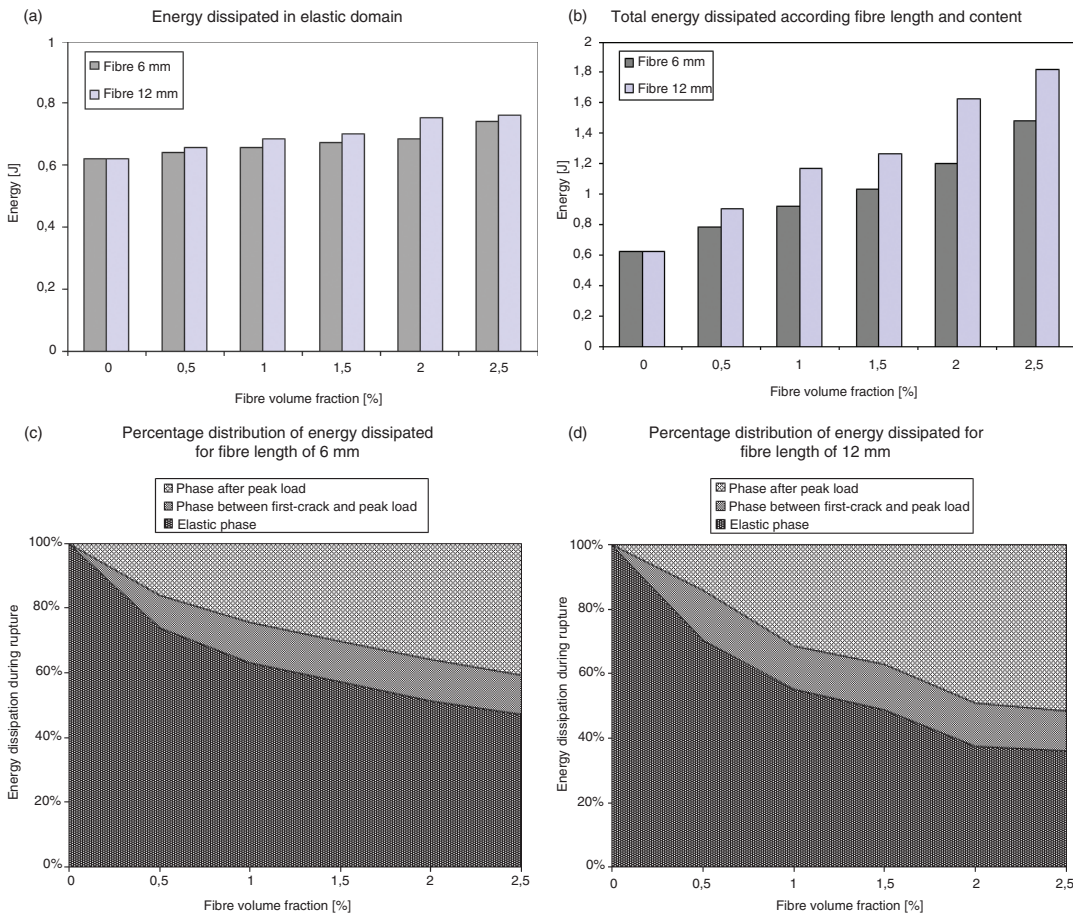 (a)
Energy dissipated in elastic domain
Fibre 6 mm
Fibre 12 mm
Energy [J]
1
0,8
0,6
0,4
0,2
0
0
0,5
1
1,5
2
2,5
Fibre volume fraction [%]
(b)
Total energy dissipated according fibre length and content
Fibre 6 mm
Fibre 12 mm
Energy [J]
2
1,8
1,6
1,4
1,2
1
0,8
0,6
0,4
0,2
0
0
0,5
1
1,5
2
2,5
Fibre volume fraction [%]
(c)
Percentage distribution of energy dissipated
for fibre length of 6 mm
Phase after peak load
Phase between first-crack and peak load
Elastic phase
Energy dissipation during rupture
100%
80%
60%
40%
20%
0%
0
0,5
1
1,5
2
2,5
Fibre volume fraction [%]
(d)
Percentage distribution of energy dissipated for
fibre length of 12 mm
Phase after peak load
Phase between first-crack and peak load
Elastic phase
Energy dissipation during rupture
100%
80%
60%
40%
20%
0%
0
0,5
1
1,5
2
2,5
Fibre volume fraction [%]